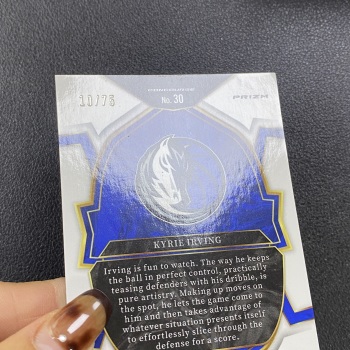 No. 30
10/75
PRIZM
KYRIE IRVING
Irving is fun to watch. The way he keeps
the ball in perfect control, practically
teasing defenders with his dribble, is
pure artistry. Making up moves on
the spot, he lets the game come to
him and then takes advantage of
whatever situation presents itself
to effortlessly slice through the
defense for a score.